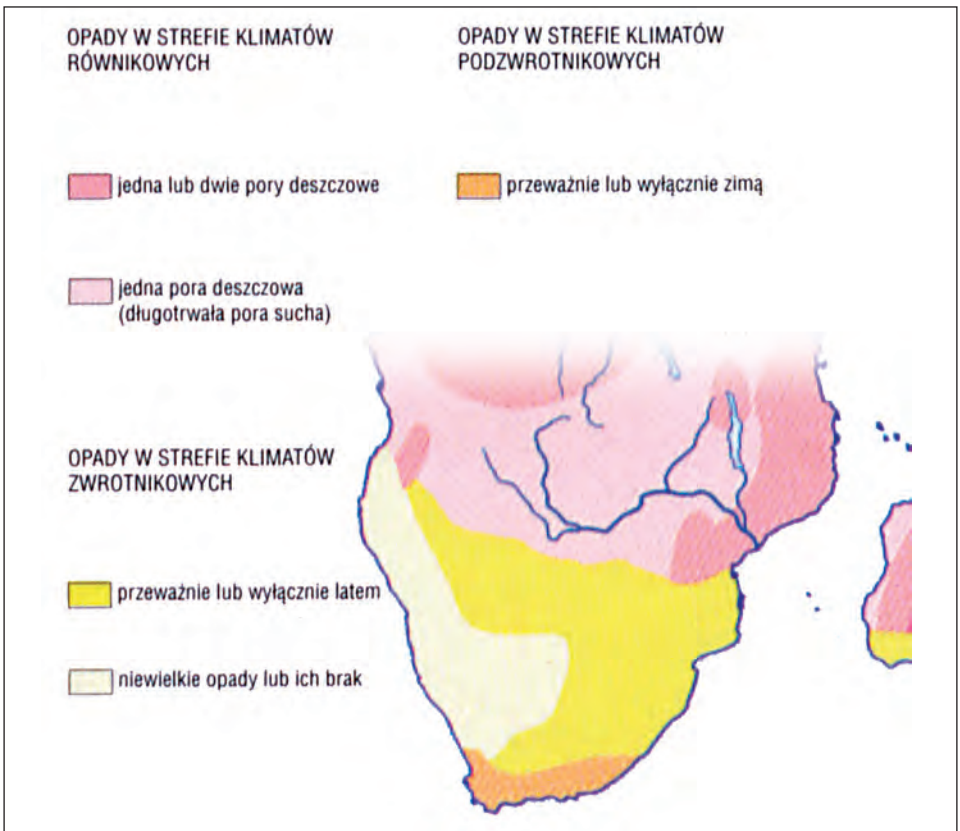 OPADY W STREFIE KLIMATÓW
RÓWNIKOWYCH
jedna lub dwie pory deszczowe
jedna pora deszczowa
(długotrwała pora sucha)
OPADY W STREFIE KLIMATÓW
PODZWROTNIKOWYCH
przeważnie lub wyłącznie zimą
OPADY W STREFIE KLIMATÓW
ZWROTNIKOWYCH
przeważnie lub wyłącznie latem
niewielkie opady lub ich brak